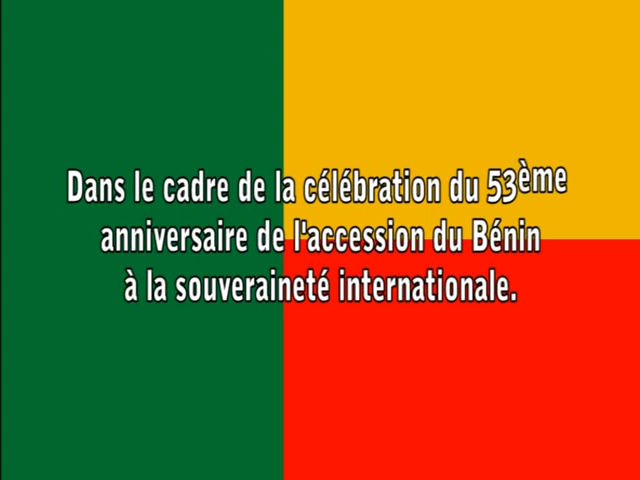 Dans le cadre de la célébration du 53ème
anniversaire de l'accession du Bénin
à la souveraineté internationale.